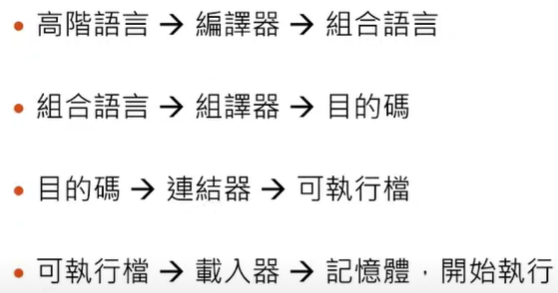 • 高階語言 → 編譯器 → 組合語言
• 組合語言 → 組譯器 → 目的碼
• 目的碼 → 連結器 → 可執行檔
• 可執行檔 → 載入器 → 記憶體，開始執行